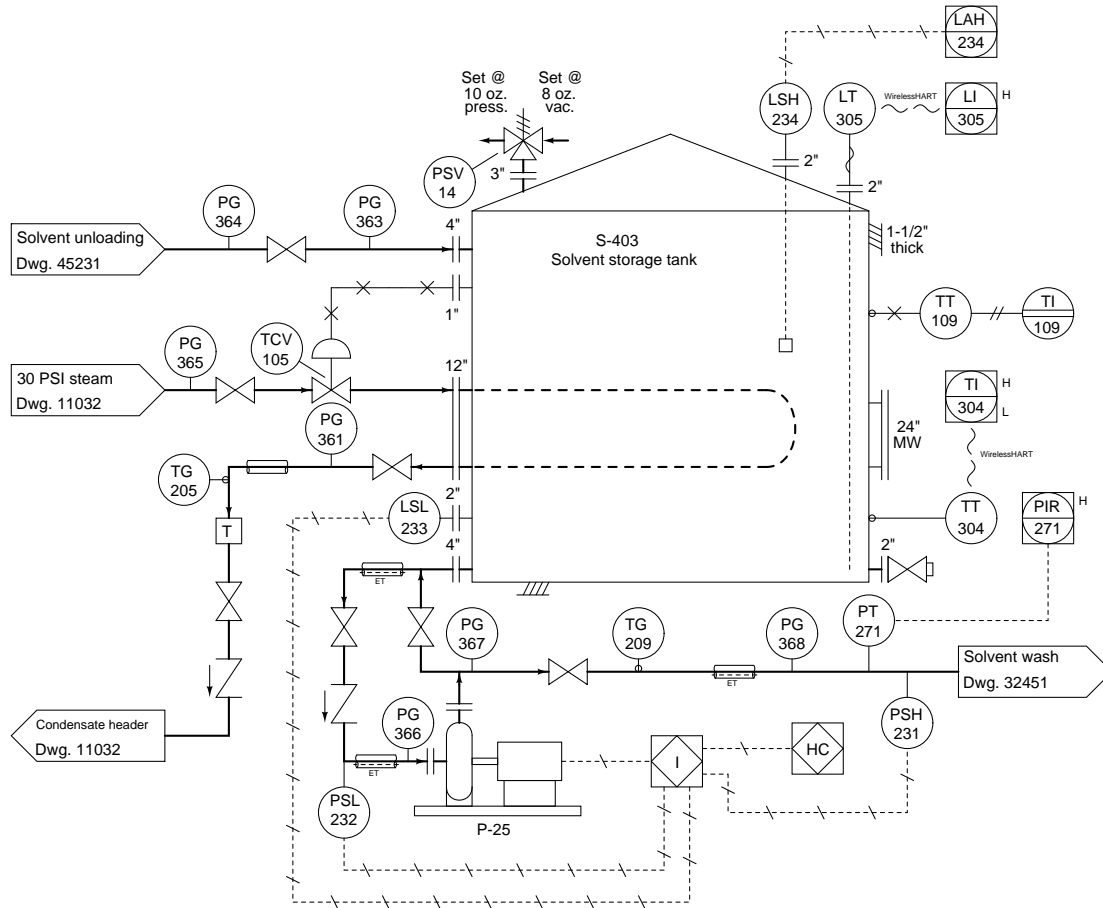 LAH
234
Set @
10 oz.
press.
Set @
8 oz.
vac.
LSH
234
LT
305
WirelessHART
LI
305
H
PSV
14
3"
2"
2"
PG
364
PG
363
4"
Solvent unloading
Dwg. 45231
S-403
Solvent storage tank
1-1/2"
thick
1"
TT
109
TI
109
PG
365
TCV
105
12"
30 PSI steam
Dwg. 11032
TI
304
H
L
PG
361
24"
MW
WirelessHART
TG
205
2"
LSL
233
TT
304
PIR
271
H
T
4"
2"
ET
PG
367
TG
209
PG
368
PT
271
ET
Solvent wash
Dwg. 32451
Condensate header
Dwg. 11032
PG
366
PSH
231
ET
I
HC
PSL
232
P-25